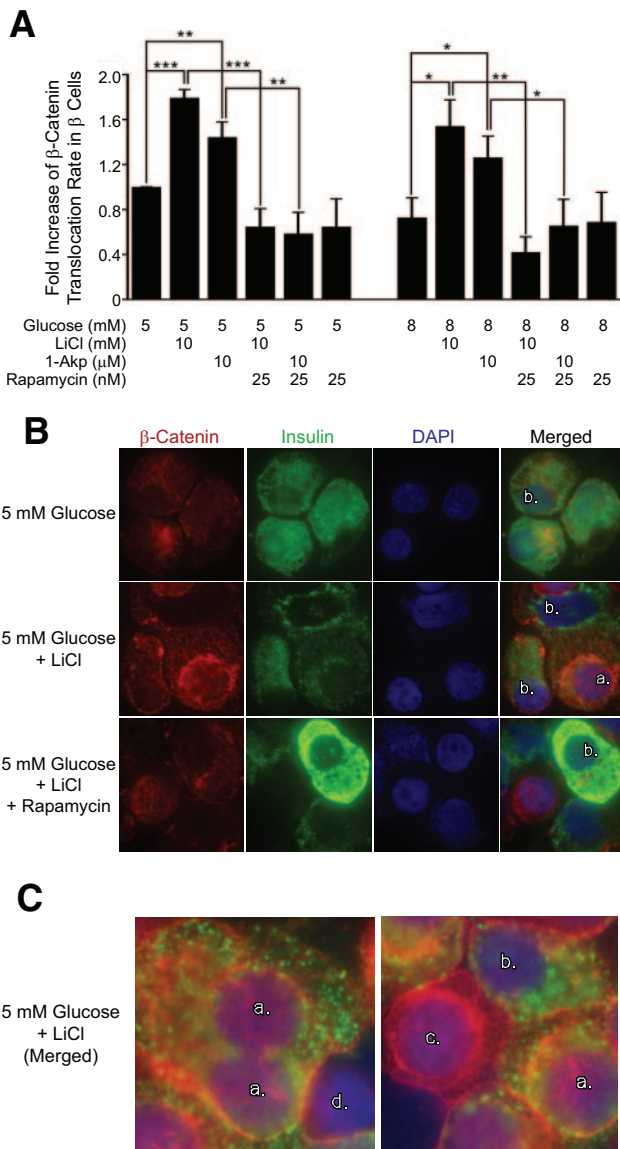 A
** *
*** *** * **
** *
Fold Increase of β-Catenin
Translocation Rate in β Cells
2.0
1.6
1.2
0.8
0.4
0
Glucose (mM) 5 5 5 5 5 5 8 8 8 8 8 8
LiCl (mM) 10 10 10 10
1-Akp (μM) 10 10 10 10
Rapamycin (nM) 25 25 25 25 25 25
B
β-Catenin Insulin DAPI Merged
5 mM Glucose
b.
5 mM Glucose
+ LiCl
b.
b. a.
5 mM Glucose
+ LiCl
+ Rapamycin
b.
C
5 mM Glucose
+ LiCl
(Merged)
a.
a.
d.
b.
c.
a.